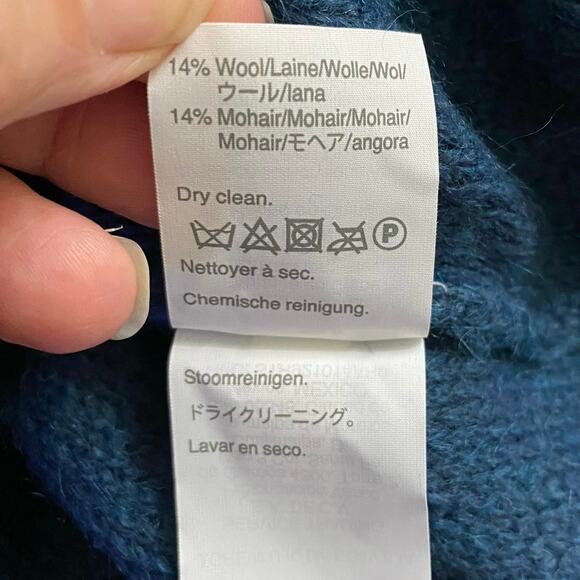 14% Wool/Laine/Wolle/Wol/
ウール/lana
14% Mohair/Mohair/Mohair/
Mohair/モヘア/angora
Dry clean.
P
Nettoyer à sec.
Chemische reinigung.
Stoomreinigen.
ドライクリーニング。
Lavar en seco.